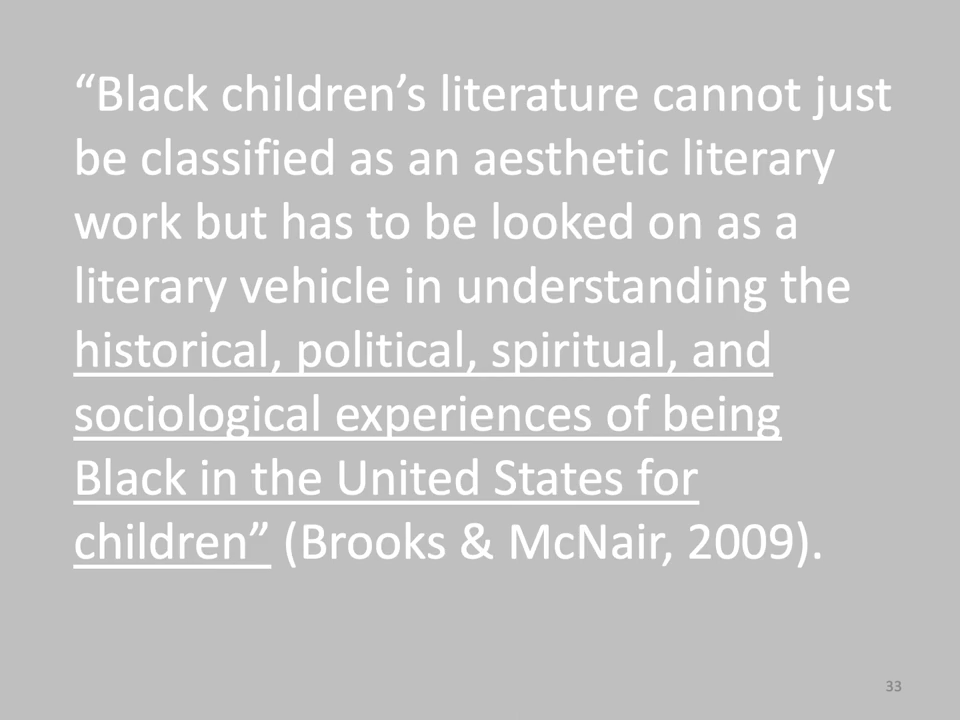 “Black children’s literature cannot just
be classified as an aesthetic literary
work but has to be looked on as a
literary vehicle in understanding the
historical, political, spiritual, and
sociological experiences of being
Black in the United States for
children” (Brooks & McNair, 2009).
33